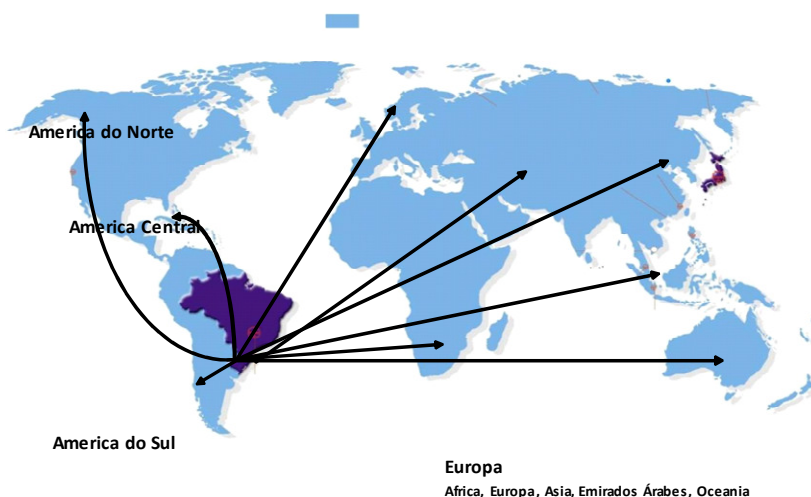 America do Norte
America Central
America do Sul
Europa
Africa, Europa, Asia, Emirados Árabes, Oceania